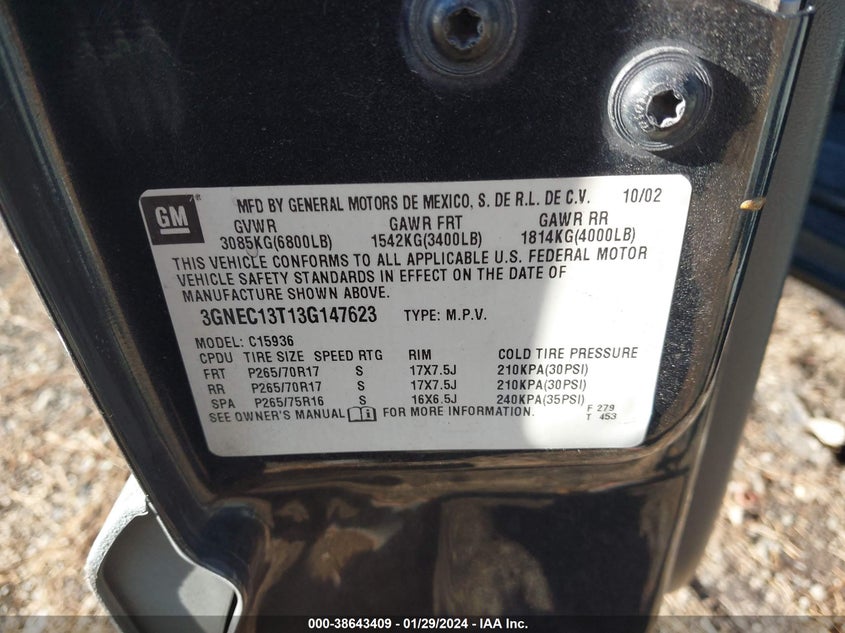 GM ® MFD BY GENERAL MOTORS DE MEXICO, S. DE R.L. DE C.V. 10/02
GVWR GAWR FRT GAWR RR
3085KG(6800LB) 1542KG(3400LB) 1814KG(4000LB)
THIS VEHICLE CONFORMS TO ALL APPLICABLE U.S. FEDERAL MOTOR
VEHICLE SAFETY STANDARDS IN EFFECT ON THE DATE OF
MANUFACTURE SHOWN ABOVE.
3GNEC13T13G147623 TYPE: M.P.V.
MODEL: C15936
CPDU TIRE SIZE SPEED RTG RIM COLD TIRE PRESSURE
FRT P265/70R17 S 17X7.5J 210KPA(30PSI)
RR P265/70R17 S 17X7.5J 210KPA(30PSI)
SPA P265/75R16 S 16X6.5J 240KPA(35PSI)
SEE OWNER'S MANUAL FOR MORE INFORMATION.
F 279
T 453
000-38643409 - 01/29/2024 - IAA Inc.